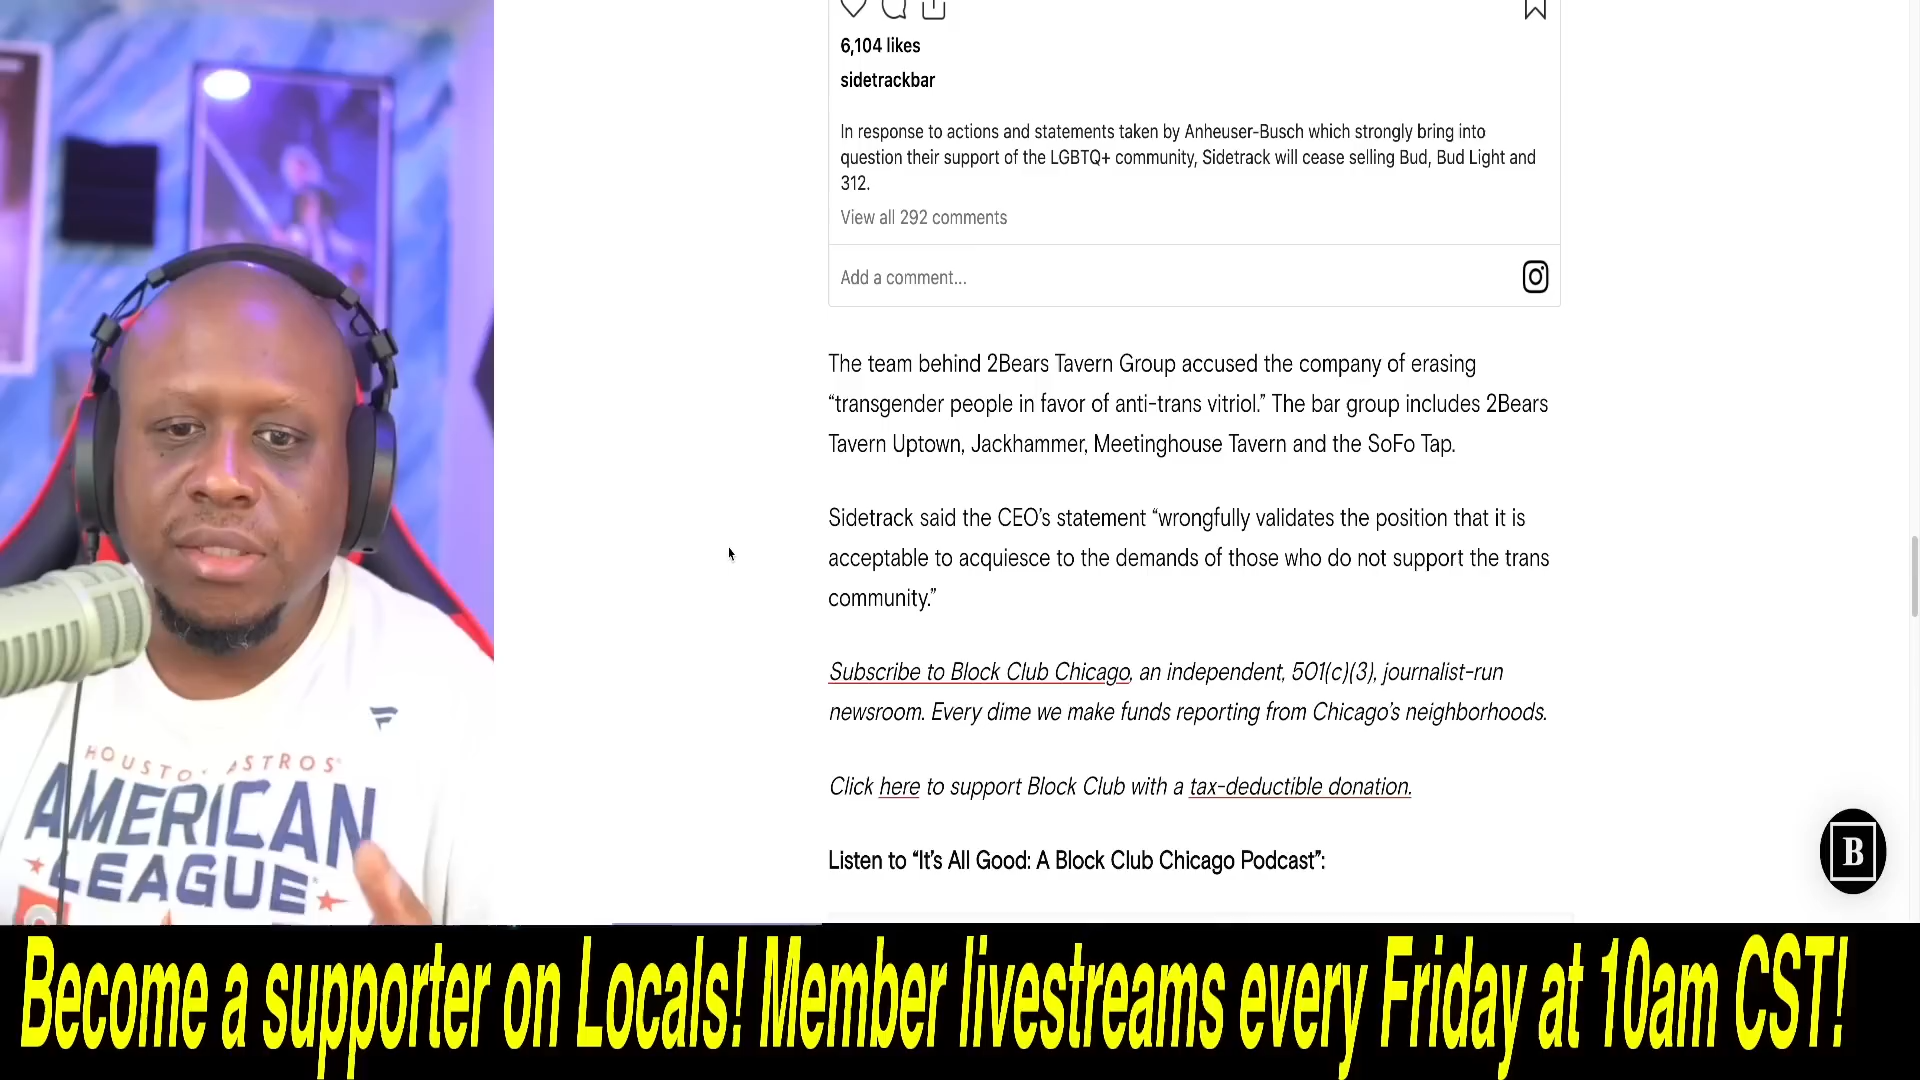 6,104 likes
sidetrackbar
In response to actions and statements taken by Anheuser-Busch which strongly bring into
question their support of the LGBTQ+ community, Sidetrack will cease selling Bud, Bud Light and
312.
View all 292 comments
Add a comment...
The team behind 2Bears Tavern Group accused the company of erasing
“transgender people in favor of anti-trans vitriol.” The bar group includes 2Bears
Tavern Uptown, Jackhammer, Meetinghouse Tavern and the SoFo Tap.
Sidetrack said the CEO’s statement “wrongfully validates the position that it is
acceptable to acquiesce to the demands of those who do not support the trans
community.”
Subscribe to Block Club Chicago, an independent, 501(c)(3), journalist-run
newsroom. Every dime we make funds reporting from Chicago’s neighborhoods.
Click here to support Block Club with a tax-deductible donation.
Listen to “It’s All Good: A Block Club Chicago Podcast”:
B
HOUSTON ASTROS
AMERICAN
LEAGUE
Become a supporter on Locals! Member livestreams every Friday at 10am CST!